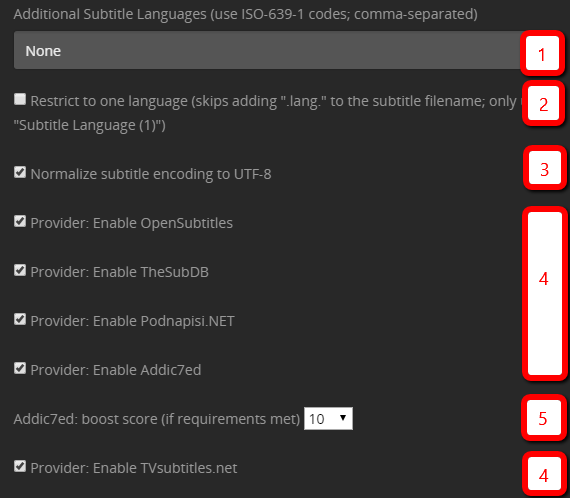 Additional Subtitle Languages (use ISO-639-1 codes; comma-separated)
None
1
Restrict to one language (skips adding ".lang." to the subtitle filename; only
2
"Subtitle Language (1)")
Normalize subtitle encoding to UTF-8
3
Provider: Enable OpenSubtitles
Provider: Enable TheSubDB
4
Provider: Enable Podnapisi.NET
Provider: Enable Addic7ed
Addic7ed: boost score (if requirements met) 10
5
Provider: Enable TVsubtitles.net
4